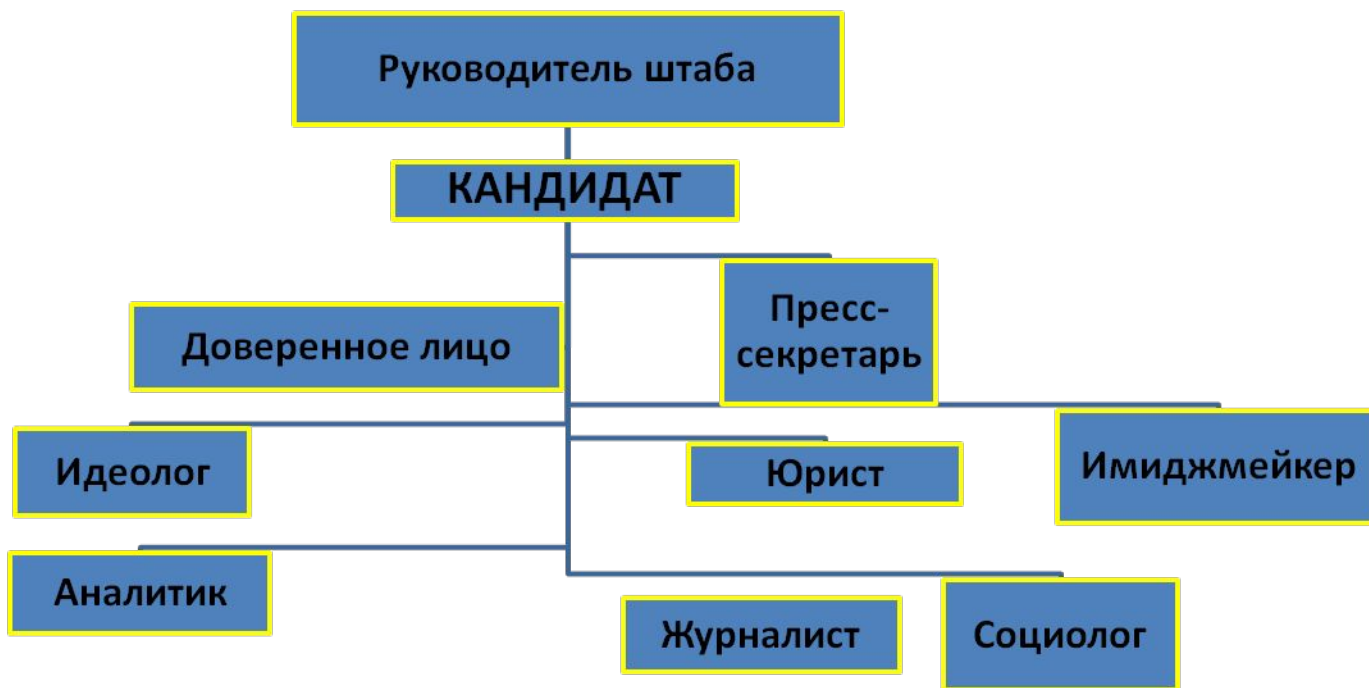 Руководитель штаба
КАНДИДАТ
Пресс-
секретарь
Доверенное лицо
Идеолог
Юрист
Имиджмейкер
Аналитик
Журналист
Социолог